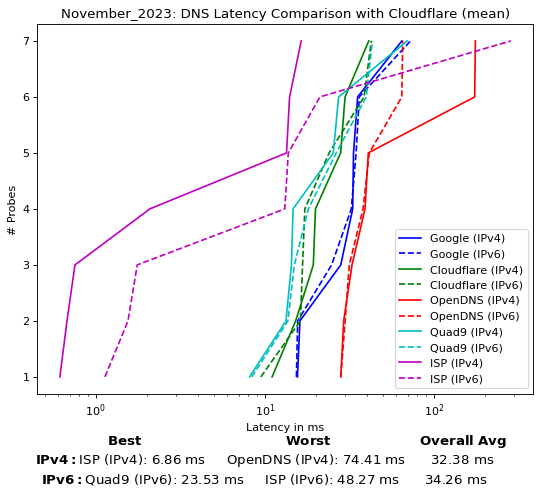 November_2023: DNS Latency Comparison with Cloudflare (mean)
7
6
5
4
3
2
1
# Probes
Google (IPv4)
Google (IPv6)
Cloudflare (IPv4)
Cloudflare (IPv6)
OpenDNS (IPv4)
OpenDNS (IPv6)
Quad9 (IPv4)
Quad9 (IPv6)
ISP (IPv4)
ISP (IPv6)
10⁰ 10¹ 10²
Latency in ms
Best Worst Overall Avg
IPv4: ISP (IPv4): 6.86 ms OpenDNS (IPv4): 74.41 ms 32.38 ms
IPv6: Quad9 (IPv6): 23.53 ms ISP (IPv6): 48.27 ms 34.26 ms